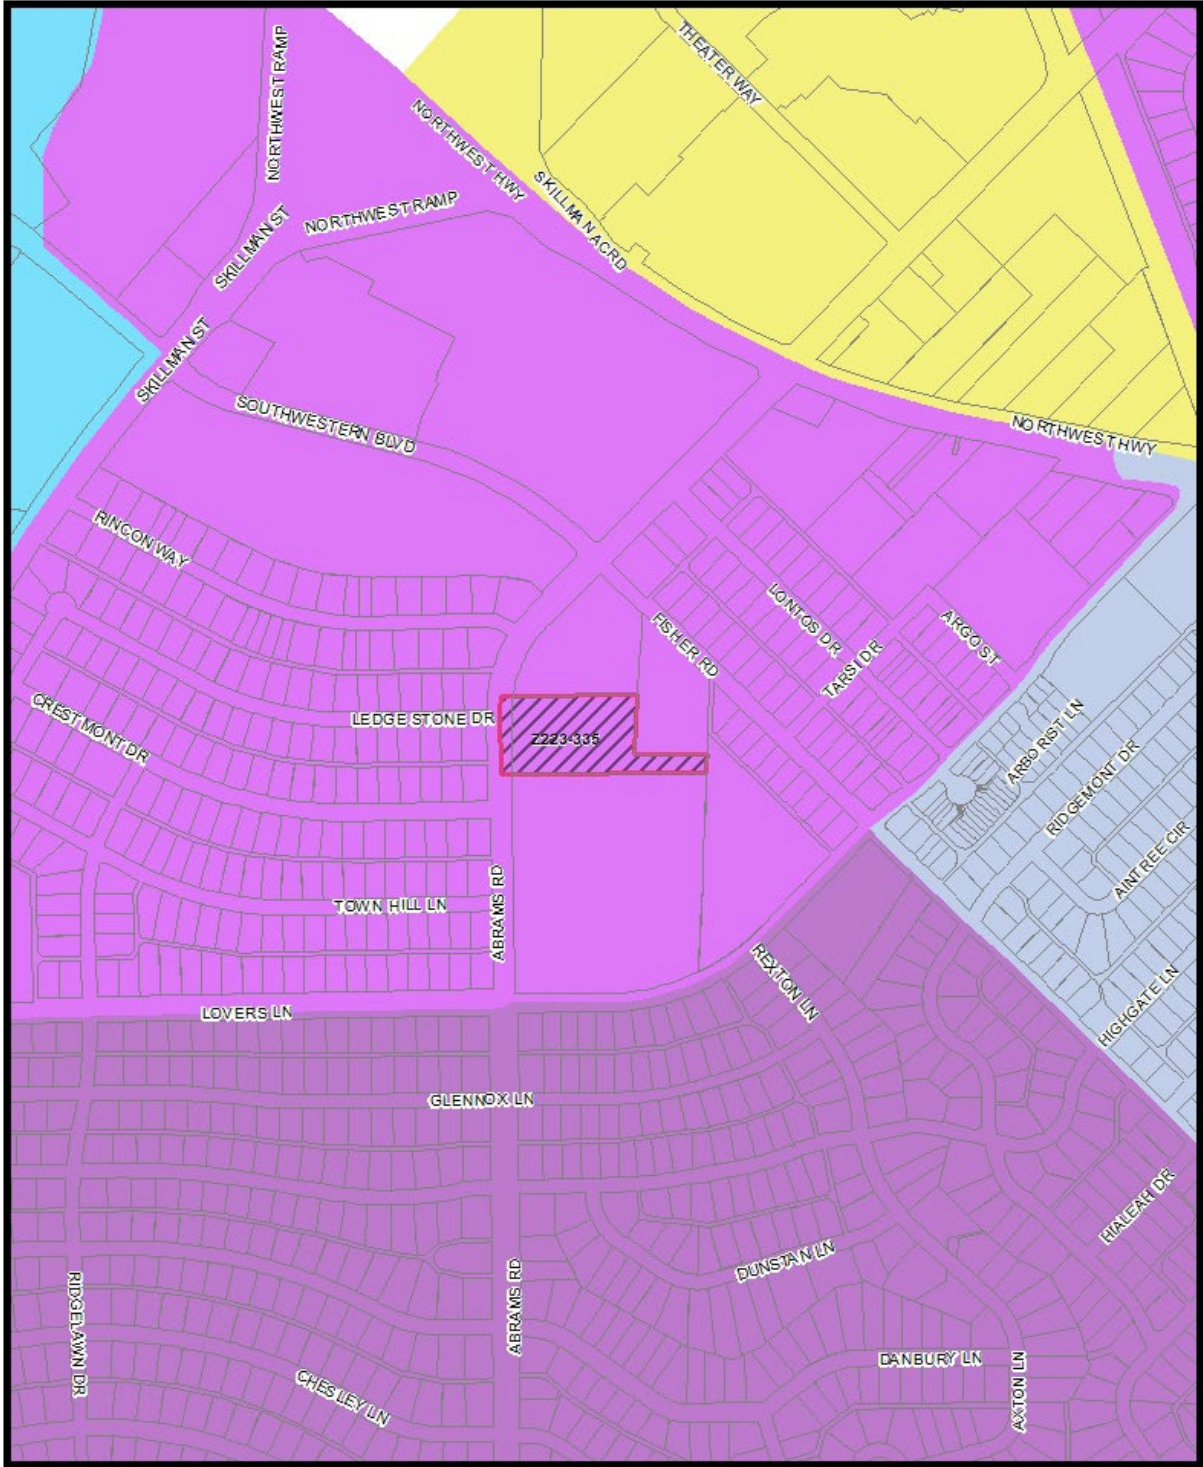 NORTHWEST RAMP
THEATER WAY
NORTHWEST HWY
SKILLMAN ACRD
NORTHWEST RAMP
SKILLMAN ST
SKILLMAN ST
SOUTHWESTERN BLVD
NORTHWEST HWY
RINCON WAY
LONTOS DR
FISHER RD
ARGO ST
TARSI DR
CREST MONT DR
LEDGE STONE DR
Z223-335
ARBORIST LN
RIDGEMONT DR
AINTREE CIR
TOWN HILL LN
ABRAMS RD
REXTON LN
LOVERS LN
HIGHGATE LN
GLENNOX LN
HIALEAH DR
DUNSTAN LN
RIDGELAWN DR
ABRAMS RD
DANBURY LN
AXTON LN
CHESLEY LN